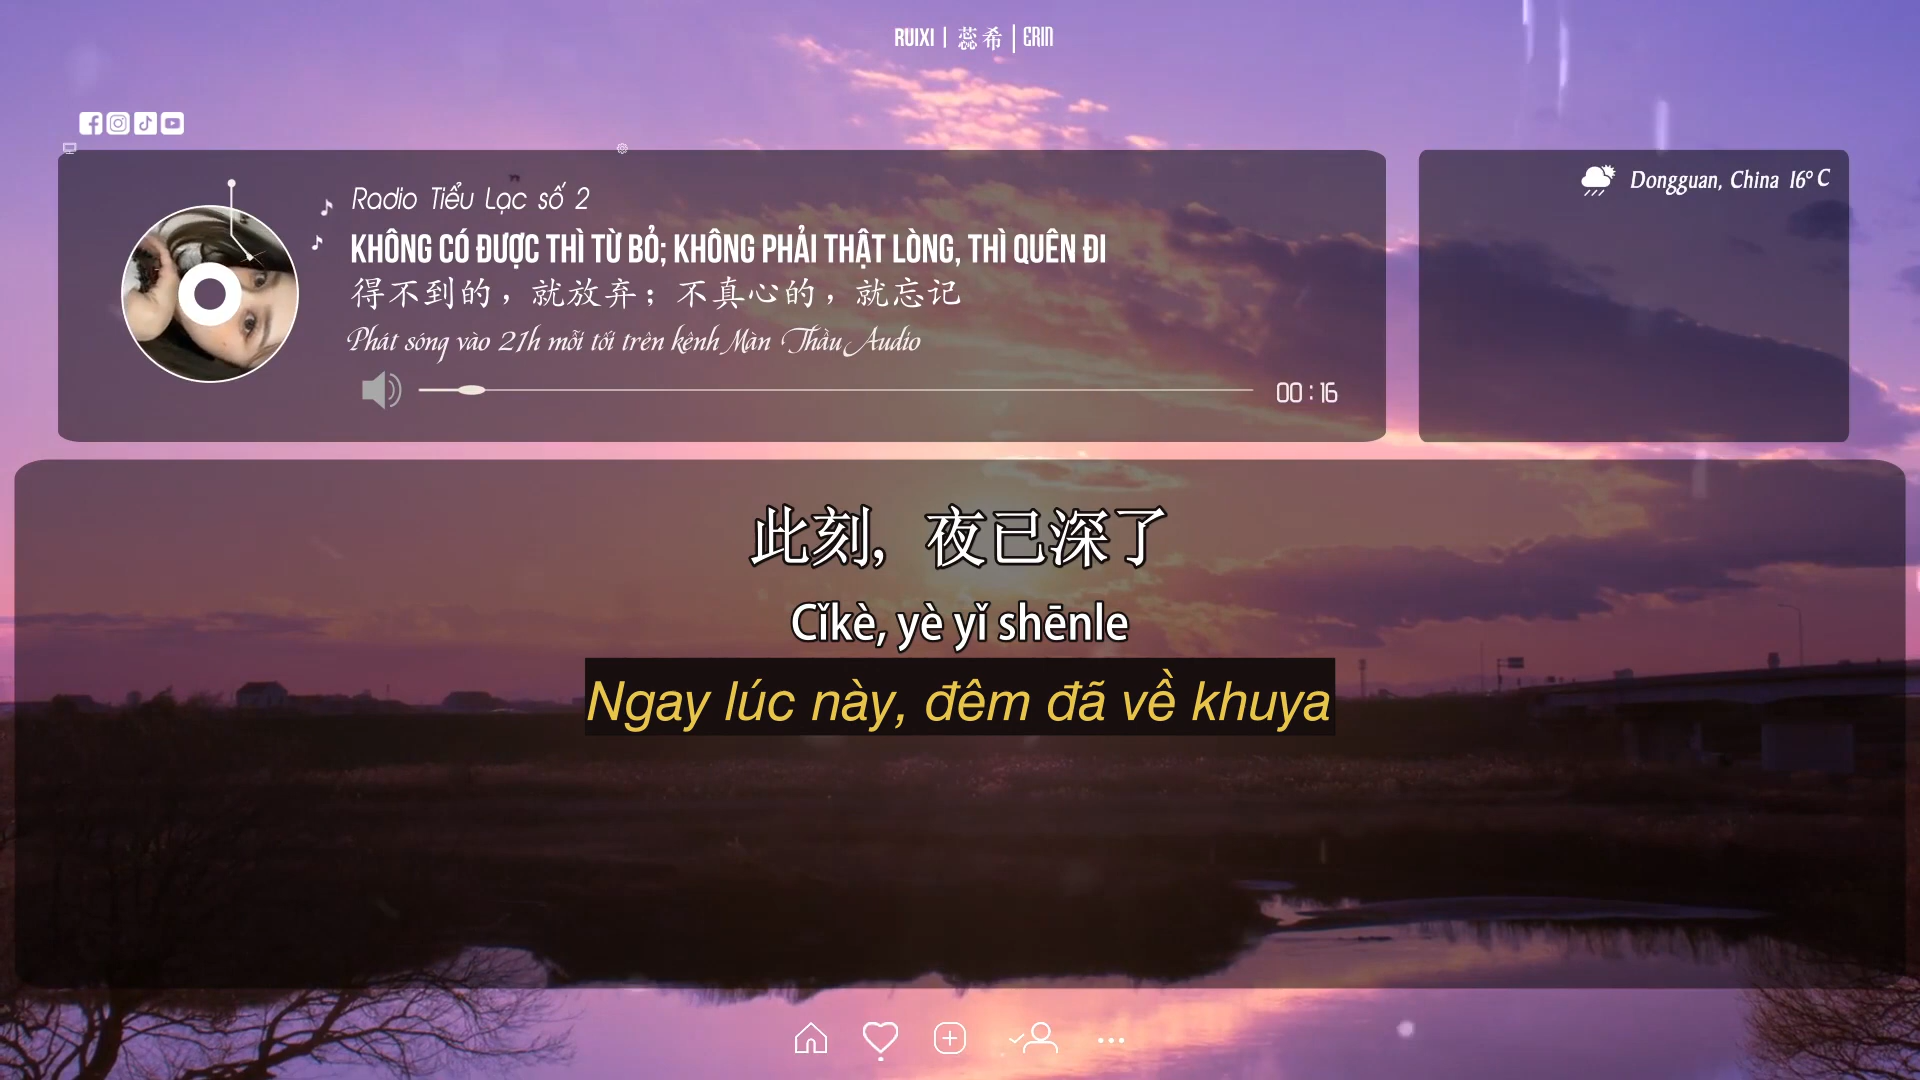 RUIXI | 蕊希 | ERIN
Radio Tiểu Lạc số 2
KHÔNG CÓ ĐƯỢC THÌ TỪ BỎ; KHÔNG PHẢI THẬT LÒNG, THÌ QUÊN ĐI
得不到的，就放弃；不真心的，就忘记
Phát sóng vào 21h mỗi tối trên kênh Màn Thầu Audio
00 : 16
Dongguan, China 16° C
此刻，夜已深了
Cǐkè, yè yǐ shēnle
Ngay lúc này, đêm đã về khuya